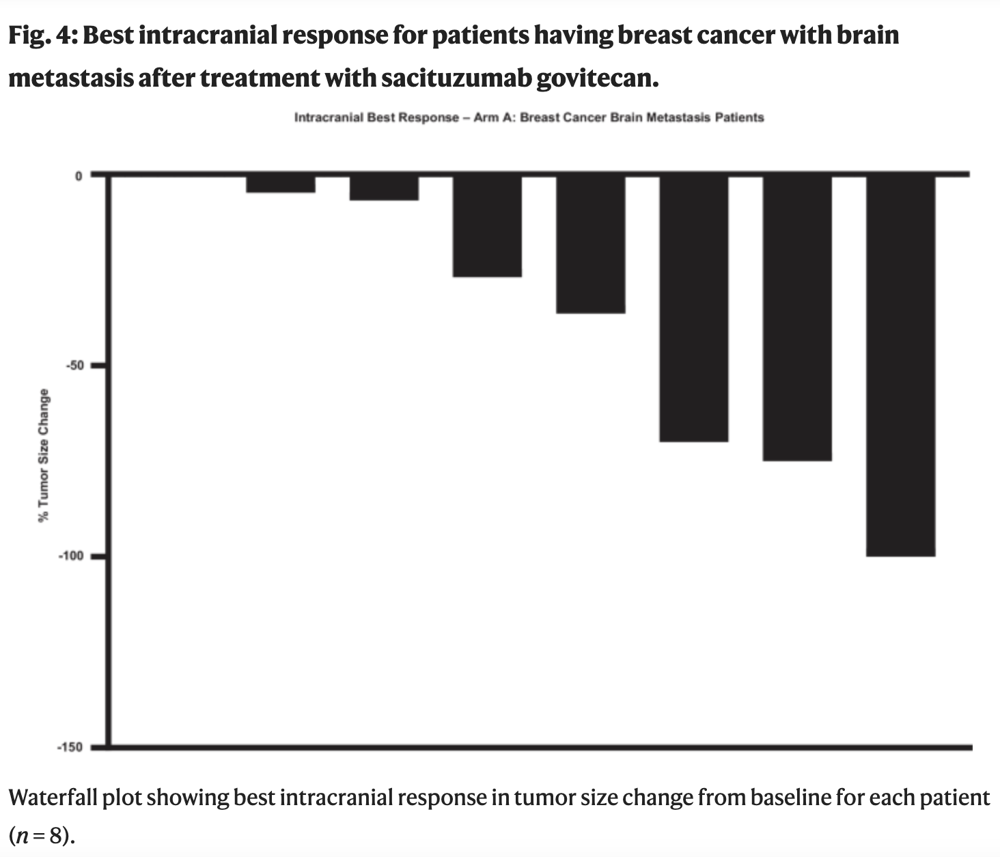 Fig. 4: Best intracranial response for patients having breast cancer with brain
metastasis after treatment with sacituzumab govitecan.
Intracranial Best Response – Arm A: Breast Cancer Brain Metastasis Patients
0
-50
-100
-150
% Tumor Size Change
Waterfall plot showing best intracranial response in tumor size change from baseline for each patient
(n = 8).